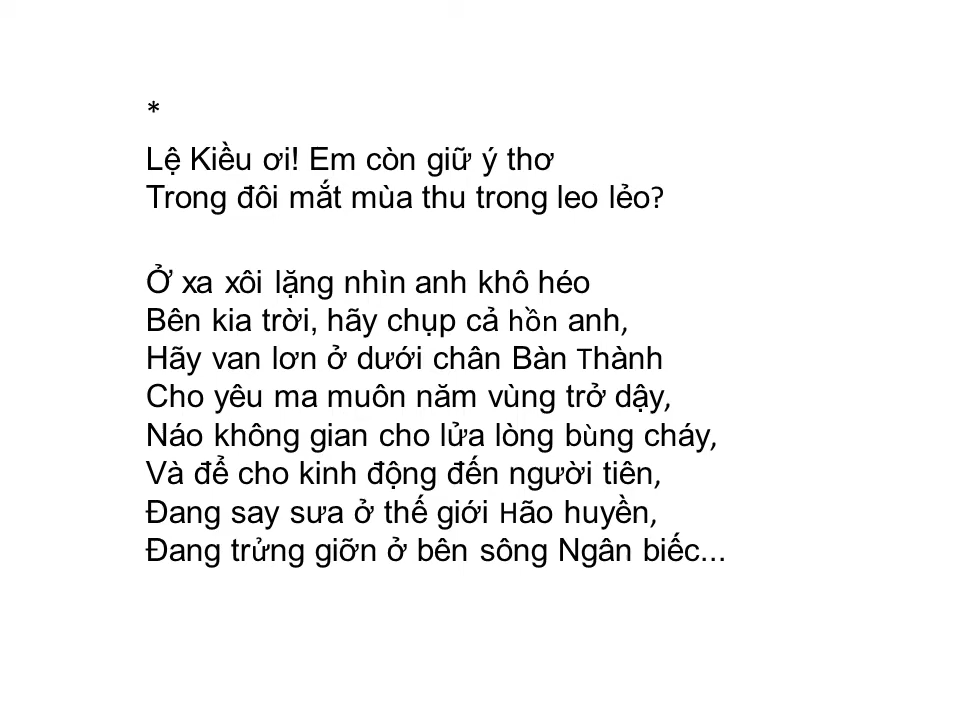 *
Lệ Kiều ơi! Em còn giữ ý thơ
Trong đôi mắt mùa thu trong leo lẻo?
Ở xa xôi lặng nhìn anh khô héo
Bên kia trời, hãy chụp cả hồn anh,
Hãy van lơn ở dưới chân Bàn Thành
Cho yêu ma muôn năm vùng trở dậy,
Náo không gian cho lửa lòng bùng cháy,
Và để cho kinh động đến người tiên,
Đang say sưa ở thế giới Hão huyền,
Đang trửng giỡn ở bên sông Ngân biếc...